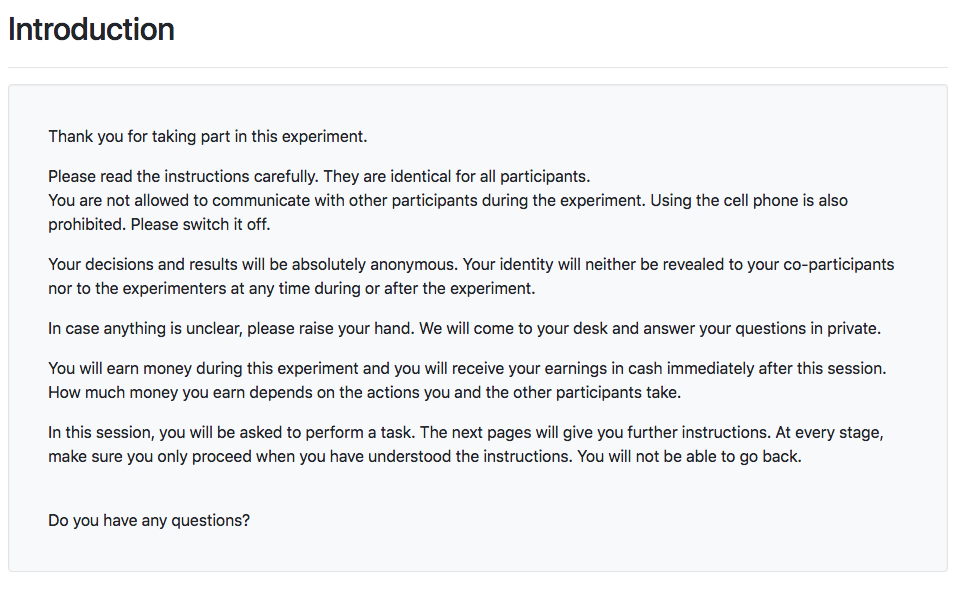 Introduction
Thank you for taking part in this experiment.
Please read the instructions carefully. They are identical for all participants.
You are not allowed to communicate with other participants during the experiment. Using the cell phone is also
prohibited. Please switch it off.
Your decisions and results will be absolutely anonymous. Your identity will neither be revealed to your co-participants
nor to the experimenters at any time during or after the experiment.
In case anything is unclear, please raise your hand. We will come to your desk and answer your questions in private.
You will earn money during this experiment and you will receive your earnings in cash immediately after this session.
How much money you earn depends on the actions you and the other participants take.
In this session, you will be asked to perform a task. The next pages will give you further instructions. At every stage,
make sure you only proceed when you have understood the instructions. You will not be able to go back.
Do you have any questions?